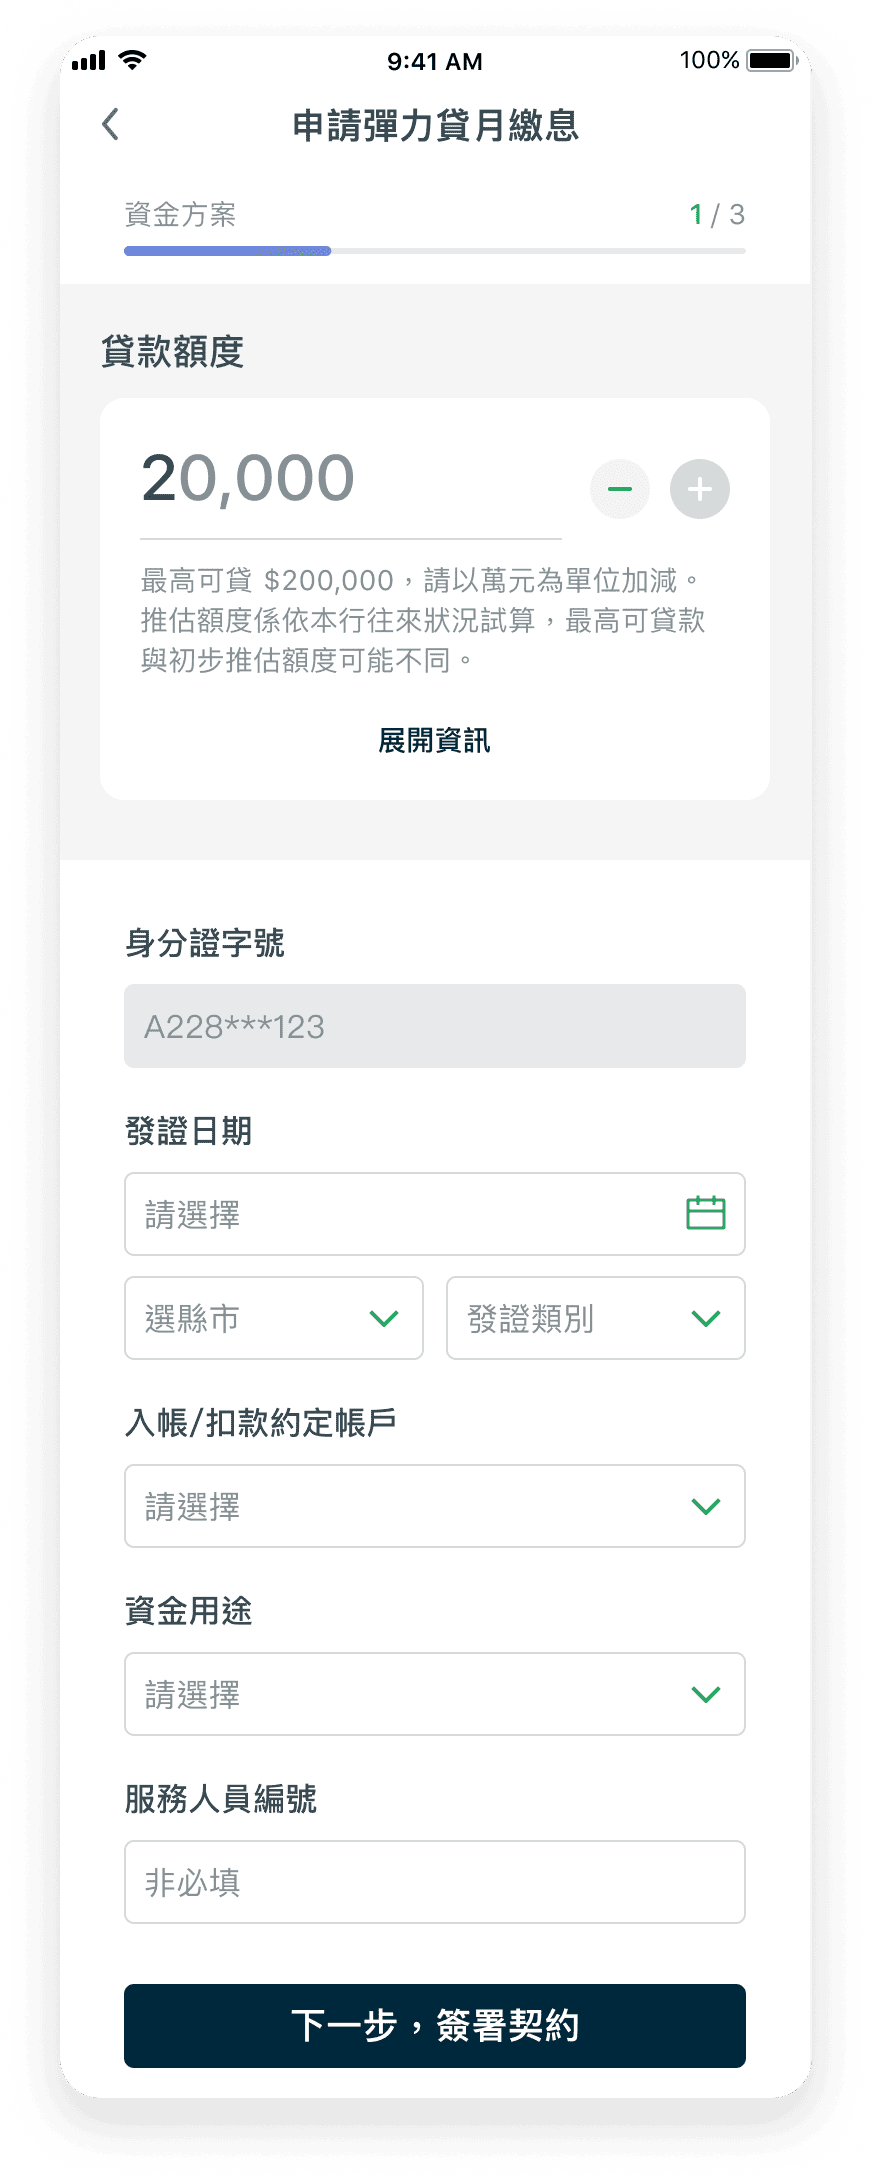 9:41 AM
100%
申請彈力貸月繳息
資金方案
1 / 3
貸款額度
20,000
最高可貸 $200,000，請以萬元為單位加減。
推估額度係依本行往來狀況試算，最高可貸款
與初步推估額度可能不同。
展開資訊
身分證字號
A228***123
發證日期
請選擇
選縣市
發證類別
入帳/扣款約定帳戶
請選擇
資金用途
請選擇
服務人員編號
非必填
下一步，簽署契約